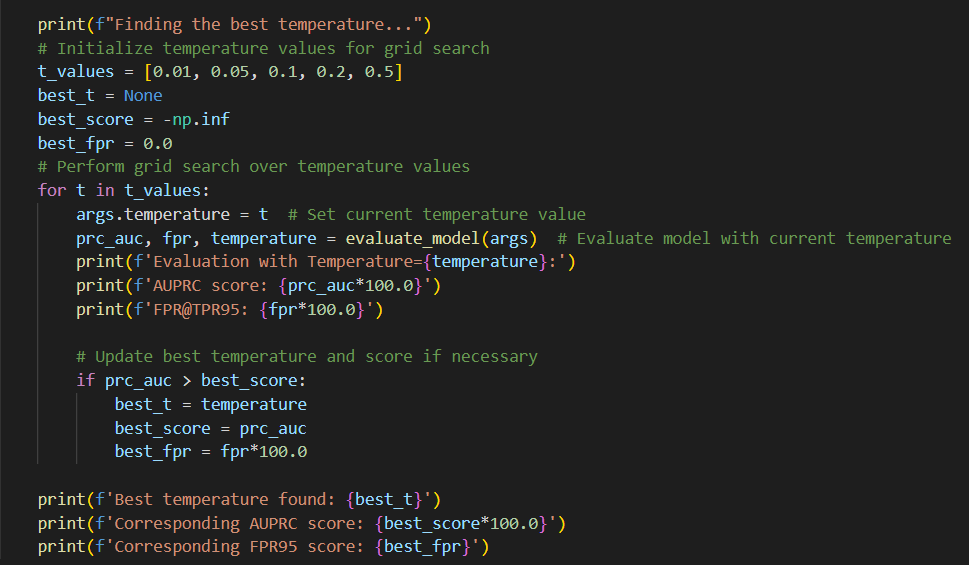 print(f"Finding the best temperature...")
# Initialize temperature values for grid search
t_values = [0.01, 0.05, 0.1, 0.2, 0.5]
best_t = None
best_score = -np.inf
best_fpr = 0.0
# Perform grid search over temperature values
for t in t_values:
    args.temperature = t  # Set current temperature value
    prc_auc, fpr, temperature = evaluate_model(args)  # Evaluate model with current temperature
    print(f'Evaluation with Temperature={temperature}:')
    print(f'AUPRC score: {prc_auc*100.0}')
    print(f'FPR@TPR95: {fpr*100.0}')

    # Update best temperature and score if necessary
    if prc_auc > best_score:
        best_t = temperature
        best_score = prc_auc
        best_fpr = fpr*100.0

print(f'Best temperature found: {best_t}')
print(f'Corresponding AUPRC score: {best_score*100.0}')
print(f'Corresponding FPR95 score: {best_fpr}')